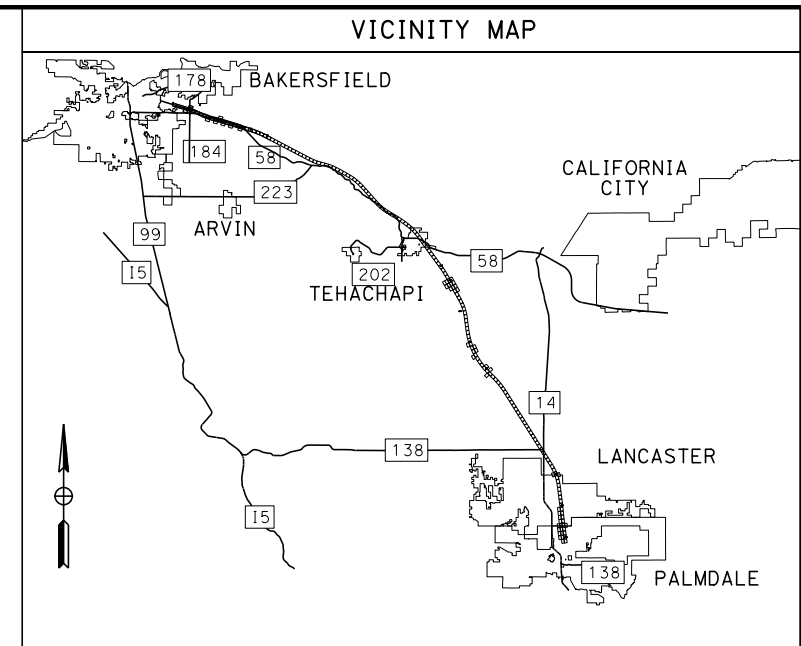 VICINITY MAP
178
BAKERSFIELD
184
58
223
CALIFORNIA
CITY
ARVIN
99
I5
202
58
TEHACHAPI
14
138
LANCASTER
I5
138
PALMDALE